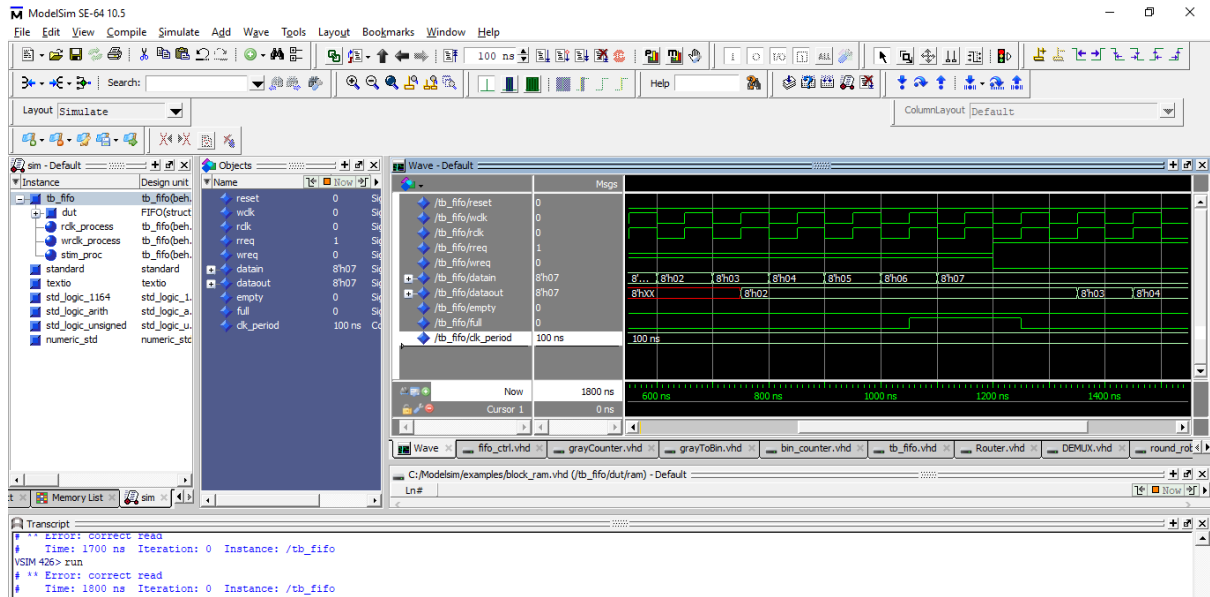 ModelSim SE-64 10.5
File Edit View Compile Simulate Add Wave Tools Layout Bookmarks Window Help
100 ns
Search:
Help
Layout Simulate
ColumnLayout Default
sim - Default
Instance Design unit
tb_fifo tb_fifo(beh.
dut FIFO(struct
rclk_process tb_fifo(beh.
wrclk_process tb_fifo(beh.
stim_proc tb_fifo(beh.
standard standard
textio textio
std_logic_1164 std_logic_1.
std_logic_arith std_logic_a.
std_logic_unsigned std_logic_u.
numeric_std numeric_stc
Memory List sim
Objects
Name Now
reset 0
wclk 0
rclk 0
rreq 1
wreq 0
datain 8'h07
dataout 8'h07
empty 0
full 0
clk_period 100 ns
Wave - Default
Msgs
/tb_fifo/reset 0
/tb_fifo/wclk 0
/tb_fifo/rclk 0
/tb_fifo/rreq 1
/tb_fifo/wreq 0
/tb_fifo/datain 8'h07 8'... 8'h02 8'h03 8'h04 8'h05 8'h06 8'h07
/tb_fifo/dataout 8'h07 8'hXX 8'h02 8'h03 8'h04
/tb_fifo/empty 0
/tb_fifo/full 0
/tb_fifo/clk_period 100 ns 100 ns
Now 1800 ns 600 ns 800 ns 1000 ns 1200 ns 1400 ns
Cursor 1 0 ns
Wave fifo_ctrl.vhd grayCounter.vhd grayToBin.vhd bin_counter.vhd tb_fifo.vhd Router.vhd DEMUX.vhd round_rot
C:/Modelsim/examples/block_ram.vhd (/tb_fifo/dut/ram) - Default
Ln# Now
Transcript
# ** Error: correct read
# Time: 1700 ns Iteration: 0 Instance: /tb_fifo
VSIM 426> run
# ** Error: correct read
# Time: 1800 ns Iteration: 0 Instance: /tb_fifo